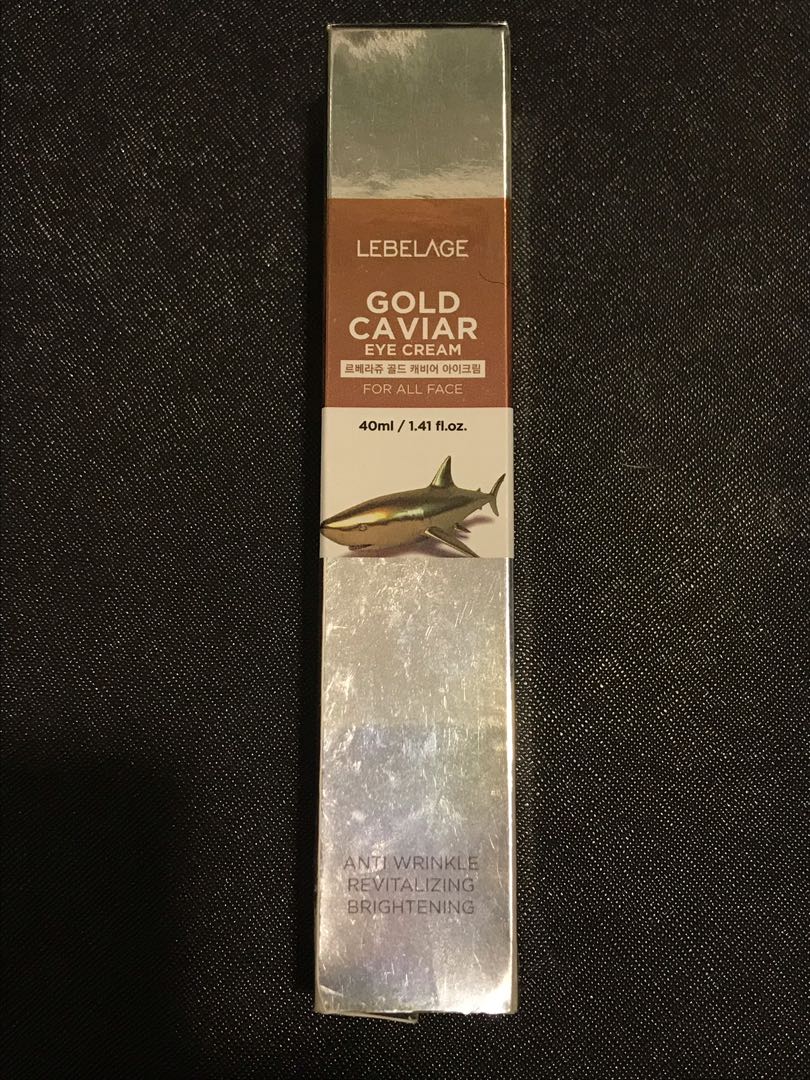 LEBELAGE
GOLD
CAVIAR
EYE CREAM
르베라쥬 골드 캐비어 아이크림
FOR ALL FACE
40ml / 1.41 fl.oz.
ANTI WRINKLE
REVITALIZING
BRIGHTENING